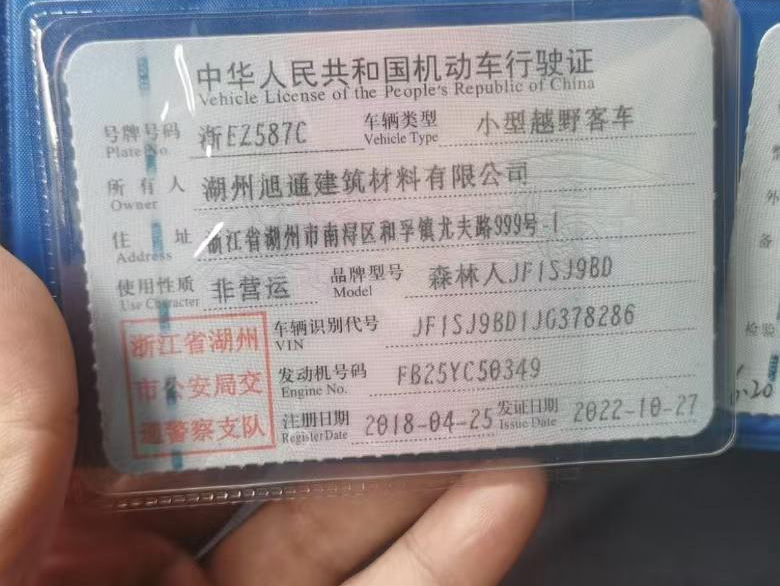 中华人民共和国机动车行驶证
Vehicle License of the People's Republic of China
号牌号码 浙EZ587C 车辆类型 小型越野客车
Plate No. Vehicle Type
所有人 湖州旭通建筑材料有限公司
Owner
住址 浙江省湖州市南浔区和孚镇尤夫路999号-1
Address
使用性质 非营运 品牌型号 森林人JF1SJ9BD
Use Character Model
浙江省湖州市公安局交通警察支队
车辆识别代号 JF1SJ9BD1JG378286
VIN
发动机号码 FB25YC50349
Engine No.
注册日期 2018-04-25 发证日期 2022-10-27
Register Date Issue Date